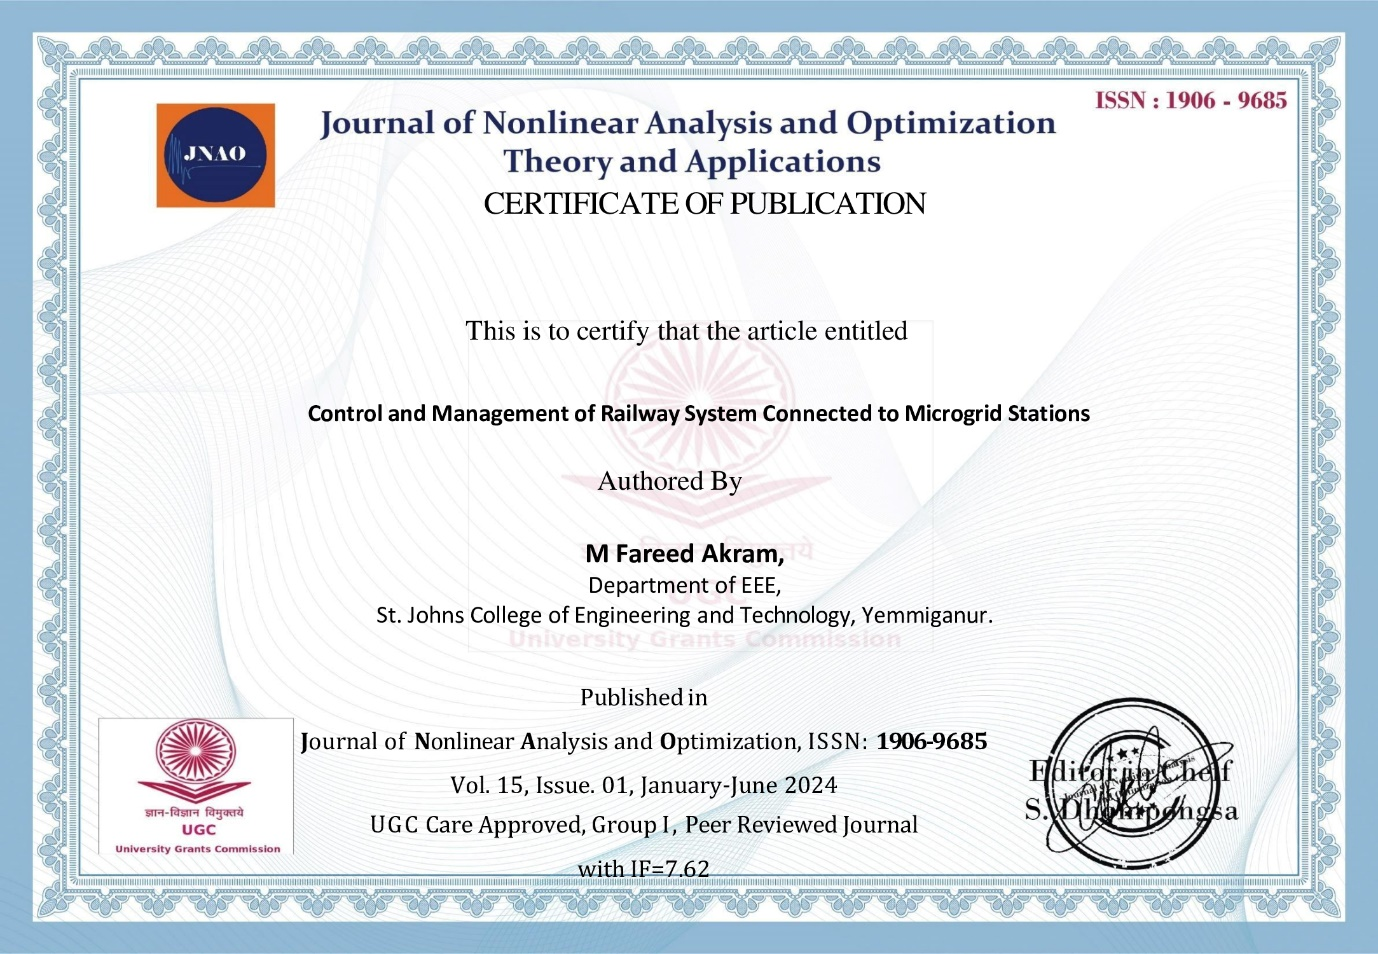 ISSN : 1906 - 9685
JNAO
Journal of Nonlinear Analysis and Optimization
Theory and Applications
CERTIFICATE OF PUBLICATION
This is to certify that the article entitled
Control and Management of Railway System Connected to Microgrid Stations
Authored By
M Fareed Akram,
Department of EEE,
St. Johns College of Engineering and Technology, Yemmiganur.
University Grants Commission
Published in
Journal of Nonlinear Analysis and Optimization, ISSN: 1906-9685
Vol. 15, Issue. 01, January-June 2024
UGC Care Approved, Group I, Peer Reviewed Journal
with IF=7.62
ज्ञान-विज्ञान विमुक्तये
UGC
University Grants Commission
Editor in Cheif
S. Dhompongsa